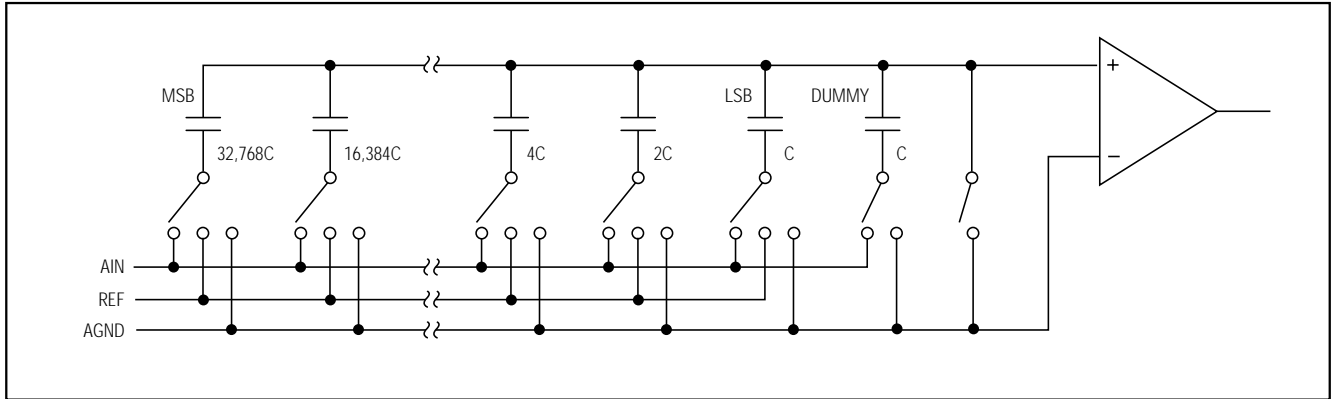 MSB
LSB
DUMMY
32,768C
16,384C
4C
2C
C
C
+
−
AIN
REF
AGND